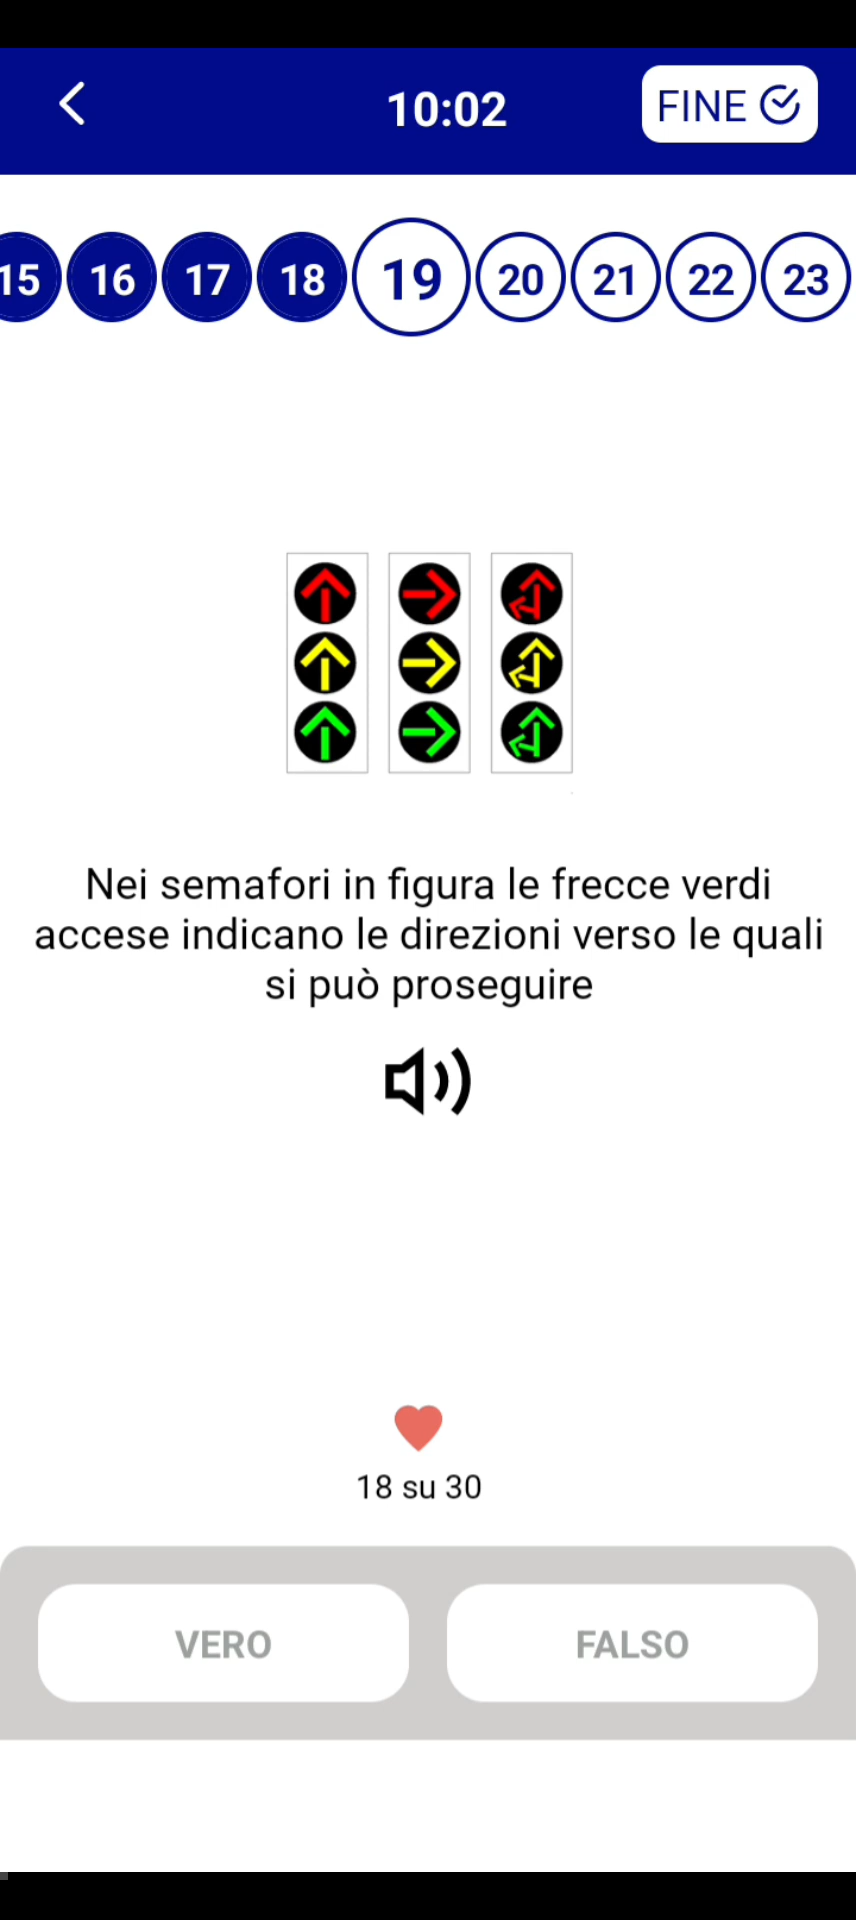 10:02
FINE
15 16 17 18 19 20 21 22 23
Nei semafori in figura le frecce verdi
accese indicano le direzioni verso le quali
si può proseguire
18 su 30
VERO FALSO